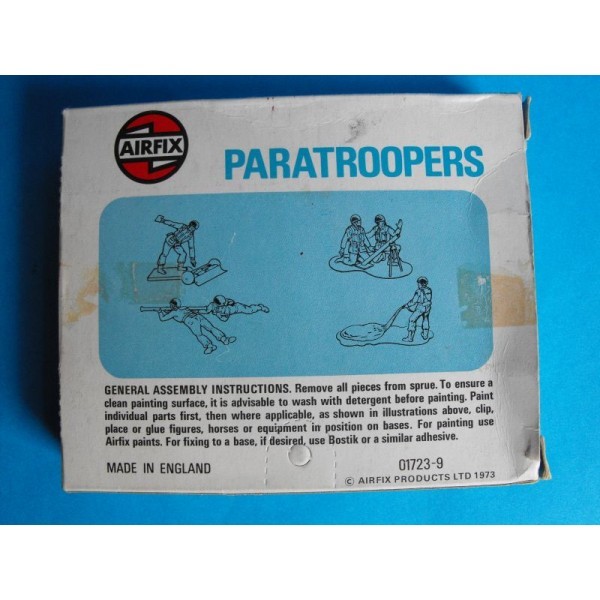 AIRFIX
PARATROOPERS
GENERAL ASSEMBLY INSTRUCTIONS. Remove all pieces from sprue. To ensure a
clean painting surface, it is advisable to wash with detergent before painting. Paint
individual parts first, then where applicable, as shown in illustrations above, clip,
place or glue figures, horses or equipment in position on bases. For painting use
Airfix paints. For fixing to a base, if desired, use Bostik or a similar adhesive.
MADE IN ENGLAND
01723-9
© AIRFIX PRODUCTS LTD 1973